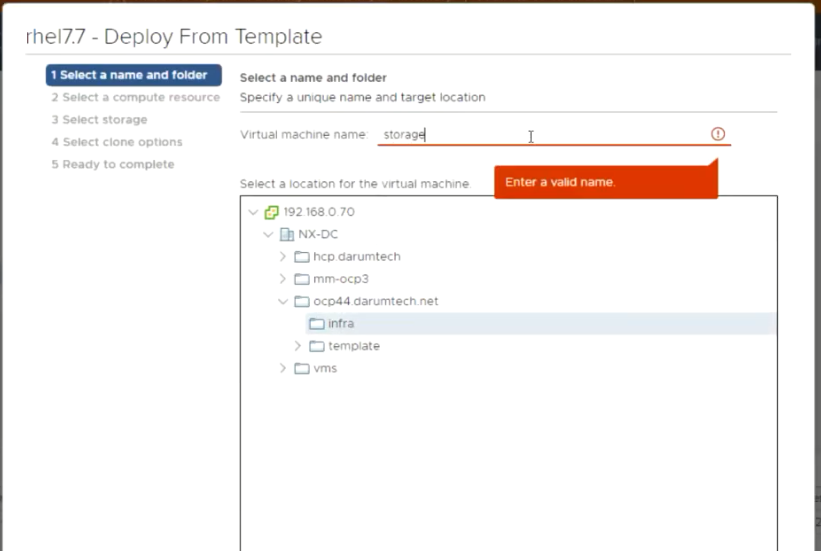 rhel7.7 - Deploy From Template
1 Select a name and folder
2 Select a compute resource
3 Select storage
4 Select clone options
5 Ready to complete
Select a name and folder
Specify a unique name and target location
Virtual machine name: storage
Enter a valid name.
Select a location for the virtual machine.
192.168.0.70
NX-DC
hcp.darumtech
mm-ocp3
ocp44.darumtech.net
infra
template
vms